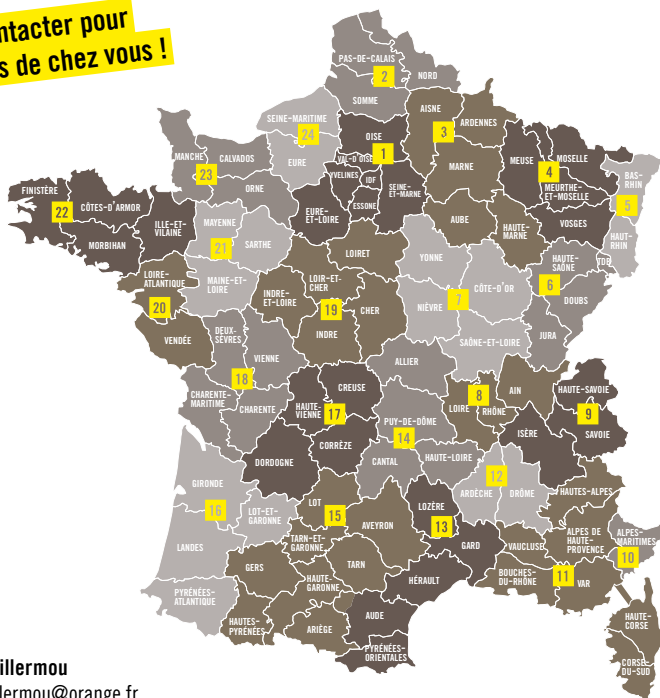 ntacter pour
s de chez vous !
PAS-DE-CALAIS
2
NORD
SOMME
SEINE-MARITIME
24
EURE
OISE
1
VAL-D'OISE
AISNE
3
ARDENNES
MANCHE
23
CALVADOS
ORNE
YVELINES
IDF
ESSONE
SEINE-
ET-MARNE
MARNE
MEUSE
4
MOSELLE
MEURTHE-
ET-MOSELLE
BAS-
RHIN
5
HAUT-
RHIN
FINISTÈRE
22
CÔTES-D'ARMOR
MORBIHAN
ILLE-ET-
VILAINE
MAYENNE
21
SARTHE
EURE-
ET-LOIRE
AUBE
HAUTE-
MARNE
VOSGES
LOIRE-
ATLANTIQUE
20
MAINE-ET-
LOIRE
VENDÉE
INDRE-
ET-LOIRE
LOIR-ET-
CHER
LOIRET
19
CHER
INDRE
YONNE
7
NIÈVRE
CÔTE-D'OR
SAÔNE-ET-LOIRE
HAUTE-
SAÔNE
TDB
6
DOUBS
JURA
DEUX-
SÈVRES
VIENNE
18
CHARENTE-
MARITIME
CHARENTE
CREUSE
HAUTE-
VIENNE
17
CORRÈZE
DORDOGNE
ALLIER
PUY-DE-DÔME
14
CANTAL
HAUTE-LOIRE
8
LOIRE
RHÔNE
AIN
HAUTE-SAVOIE
9
SAVOIE
ISÈRE
12
ARDÈCHE
DRÔME
HAUTES-ALPES
GIRONDE
16
LOT-ET-
GARONNE
LANDES
PYRÉNÉES-
ATLANTIQUE
LOT
15
TARN-ET-
GARONNE
AVEYRON
TARN
GERS
HAUTE-
GARONNE
HAUTES-
PYRÉNÉES
ARIÈGE
LOZÈRE
13
GARD
HÉRAULT
AUDE
PYRÉNÉES-
ORIENTALES
VAUCLUSE
BOUCHES-
DU-RHÔNE
11
VAR
ALPES DE
HAUTE-
PROVENCE
ALPES-
MARITIMES
10
HAUTE-
CORSE
CORSE-
DU-SUD
illermou
lermou@orange.fr